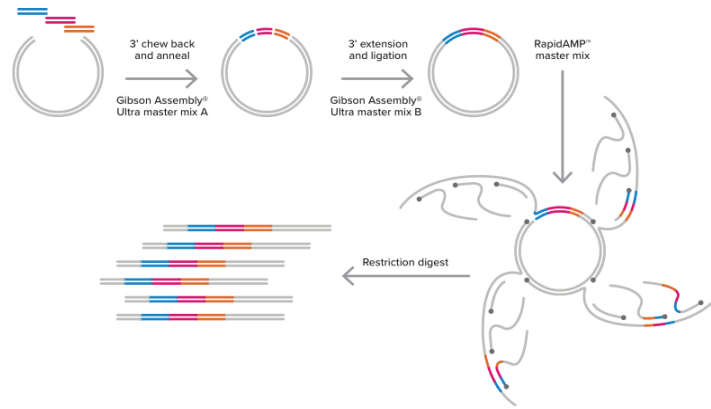 3’ chew back
and anneal
Gibson Assembly®
Ultra master mix A
3’ extension
and ligation
Gibson Assembly®
Ultra master mix B
RapidAMP™
master mix
Restriction digest